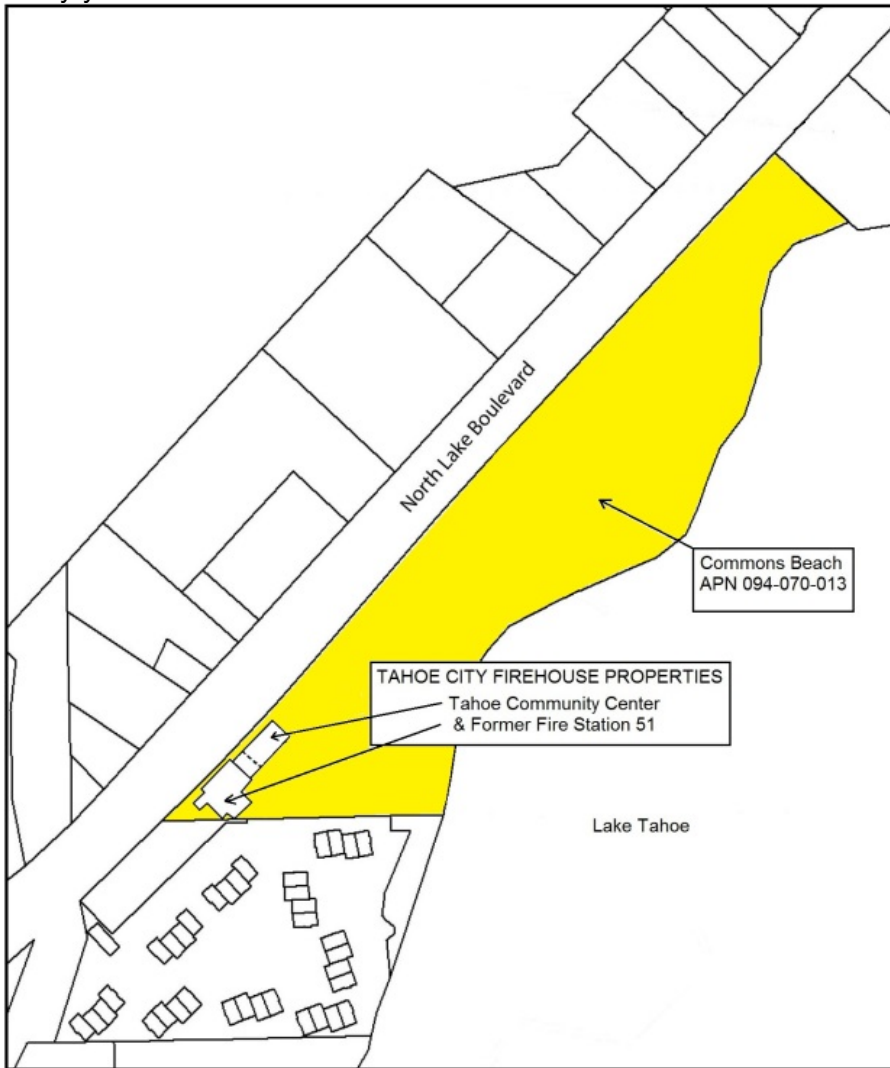 North Lake Boulevard
Commons Beach
APN 094-070-013
TAHOE CITY FIREHOUSE PROPERTIES
Tahoe Community Center
& Former Fire Station 51
Lake Tahoe